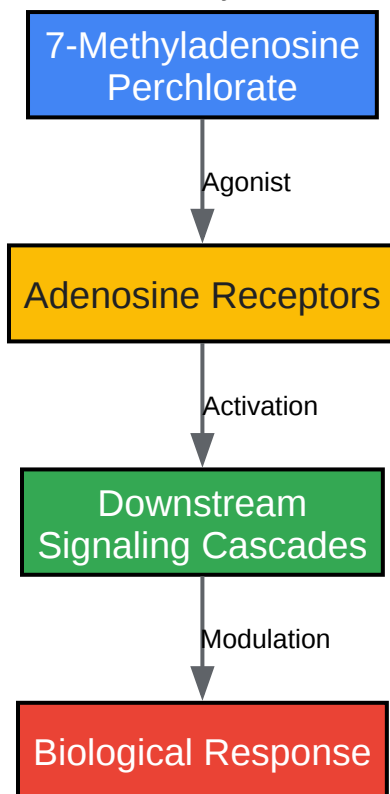 7-Methyladenosine
Perchlorate
Agonist
Adenosine Receptors
Activation
Downstream
Signaling Cascades
Modulation
Biological Response